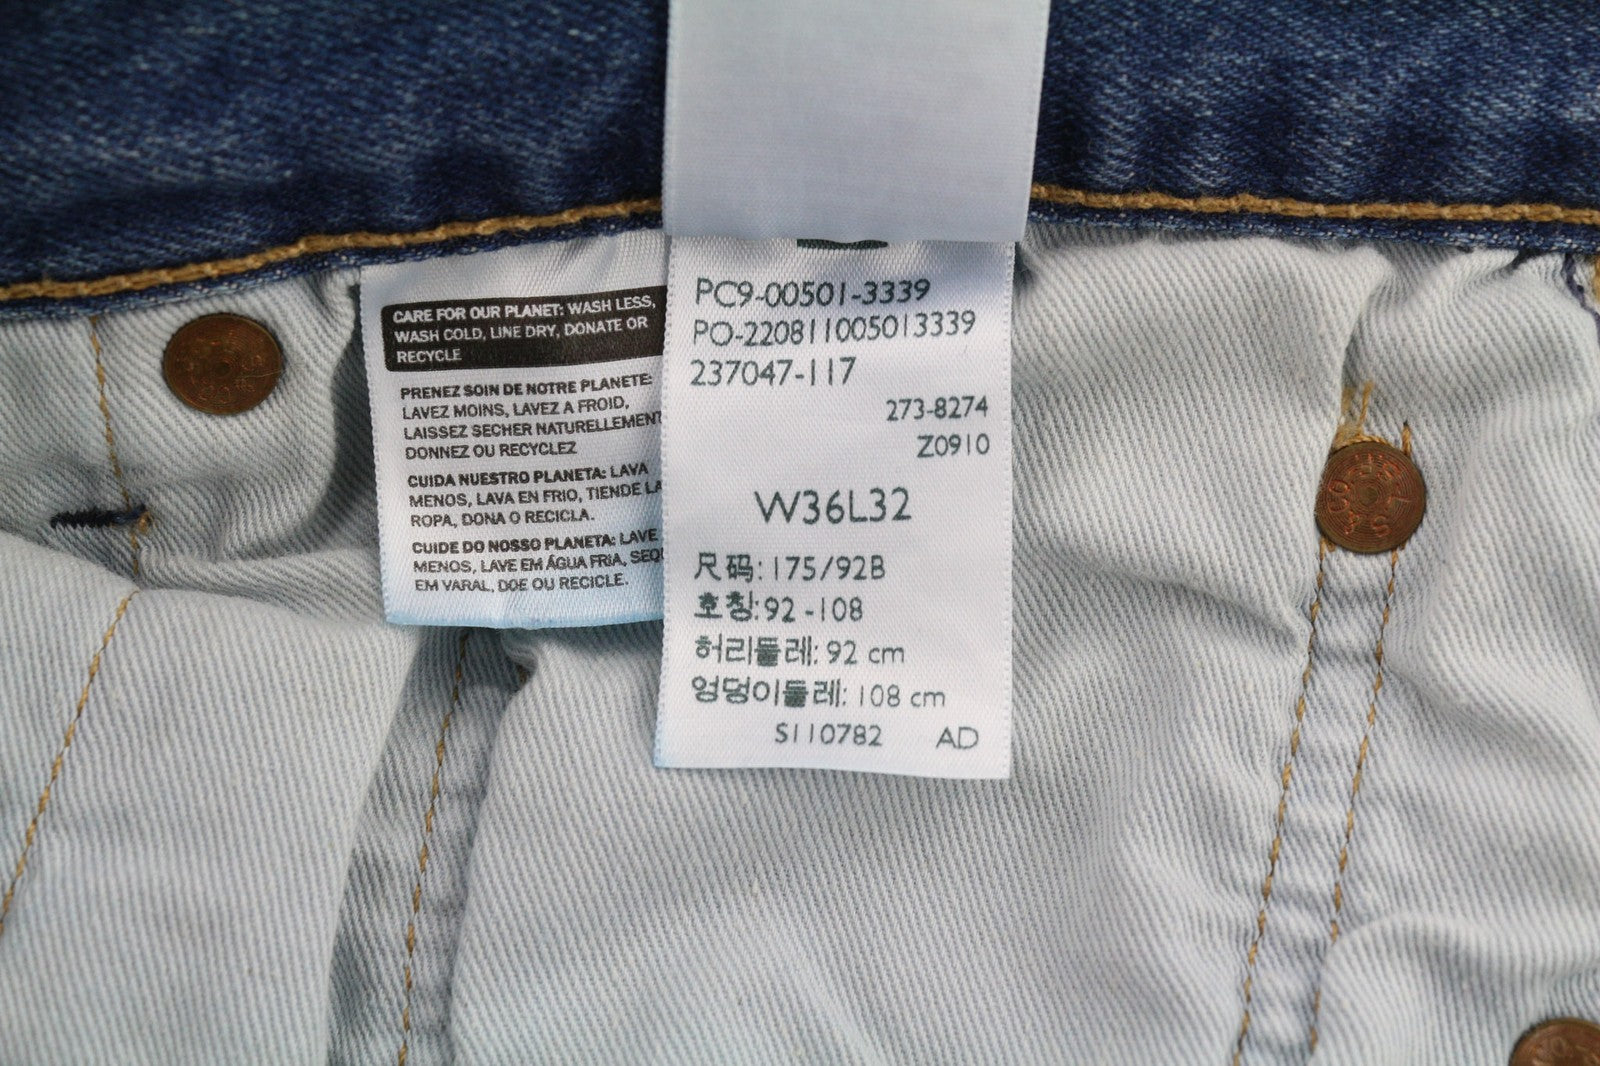 CARE FOR OUR PLANET: WASH LESS,
WASH COLD, LINE DRY, DONATE OR
RECYCLE
PRENEZ SOIN DE NOTRE PLANETE:
LAVEZ MOINS, LAVEZ A FROID,
LAISSEZ SECHER NATURELLEMENT
DONNEZ OU RECYCLEZ
CUIDA NUESTRO PLANETA: LAVA
MENOS, LAVA EN FRIO, TIENDE LA
ROPA, DONA O RECICLA.
CUIDE DO NOSSO PLANETA: LAVE
MENOS, LAVE EM ÁGUA FRIA, SEQU
EM VARAL, DOE OU RECICLE.
PC9-00501-3339
PO-220811005013339
237047-117
273-8274
Z0910
W36L32
尺码: 175/92B
호칭: 92 -108
허리둘레: 92 cm
엉덩이둘레: 108 cm
S110782 AD